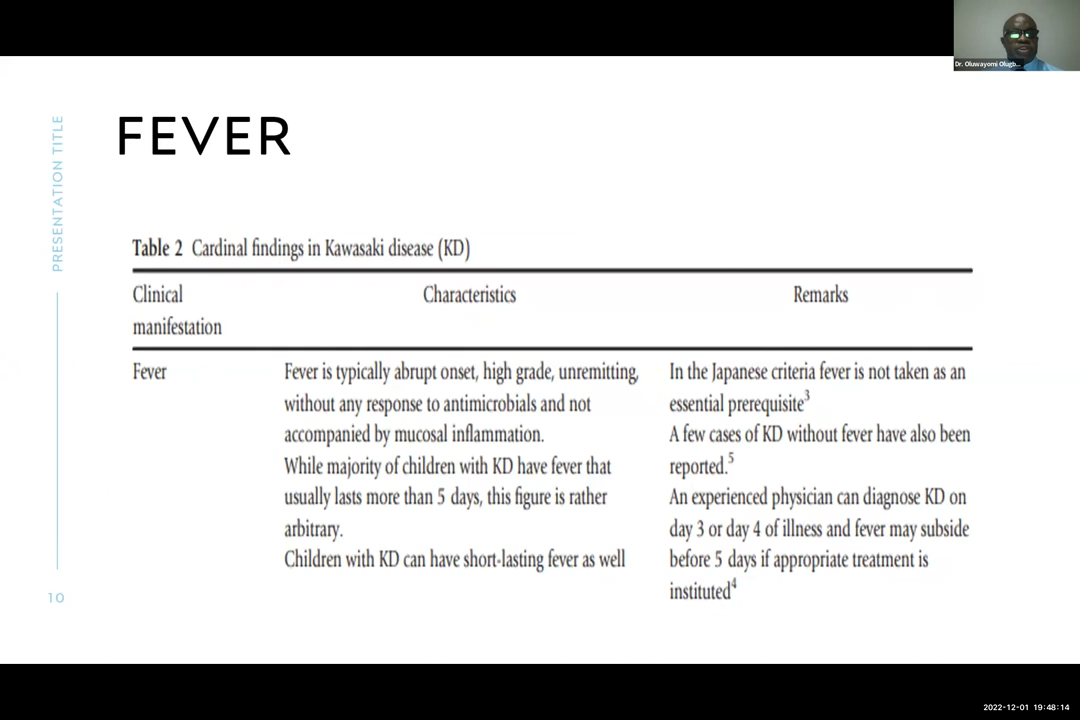 Dr. Oluwayomi Olugb...
PRESENTATION TITLE
FEVER
Table 2 Cardinal findings in Kawasaki disease (KD)
Clinical
manifestation
Characteristics
Remarks
Fever
Fever is typically abrupt onset, high grade, unremitting,
without any response to antimicrobials and not
accompanied by mucosal inflammation.
While majority of children with KD have fever that
usually lasts more than 5 days, this figure is rather
arbitrary.
Children with KD can have short-lasting fever as well
In the Japanese criteria fever is not taken as an
essential prerequisite3
A few cases of KD without fever have also been
reported.5
An experienced physician can diagnose KD on
day 3 or day 4 of illness and fever may subside
before 5 days if appropriate treatment is
instituted4
10
2022-12-01 19:48:14